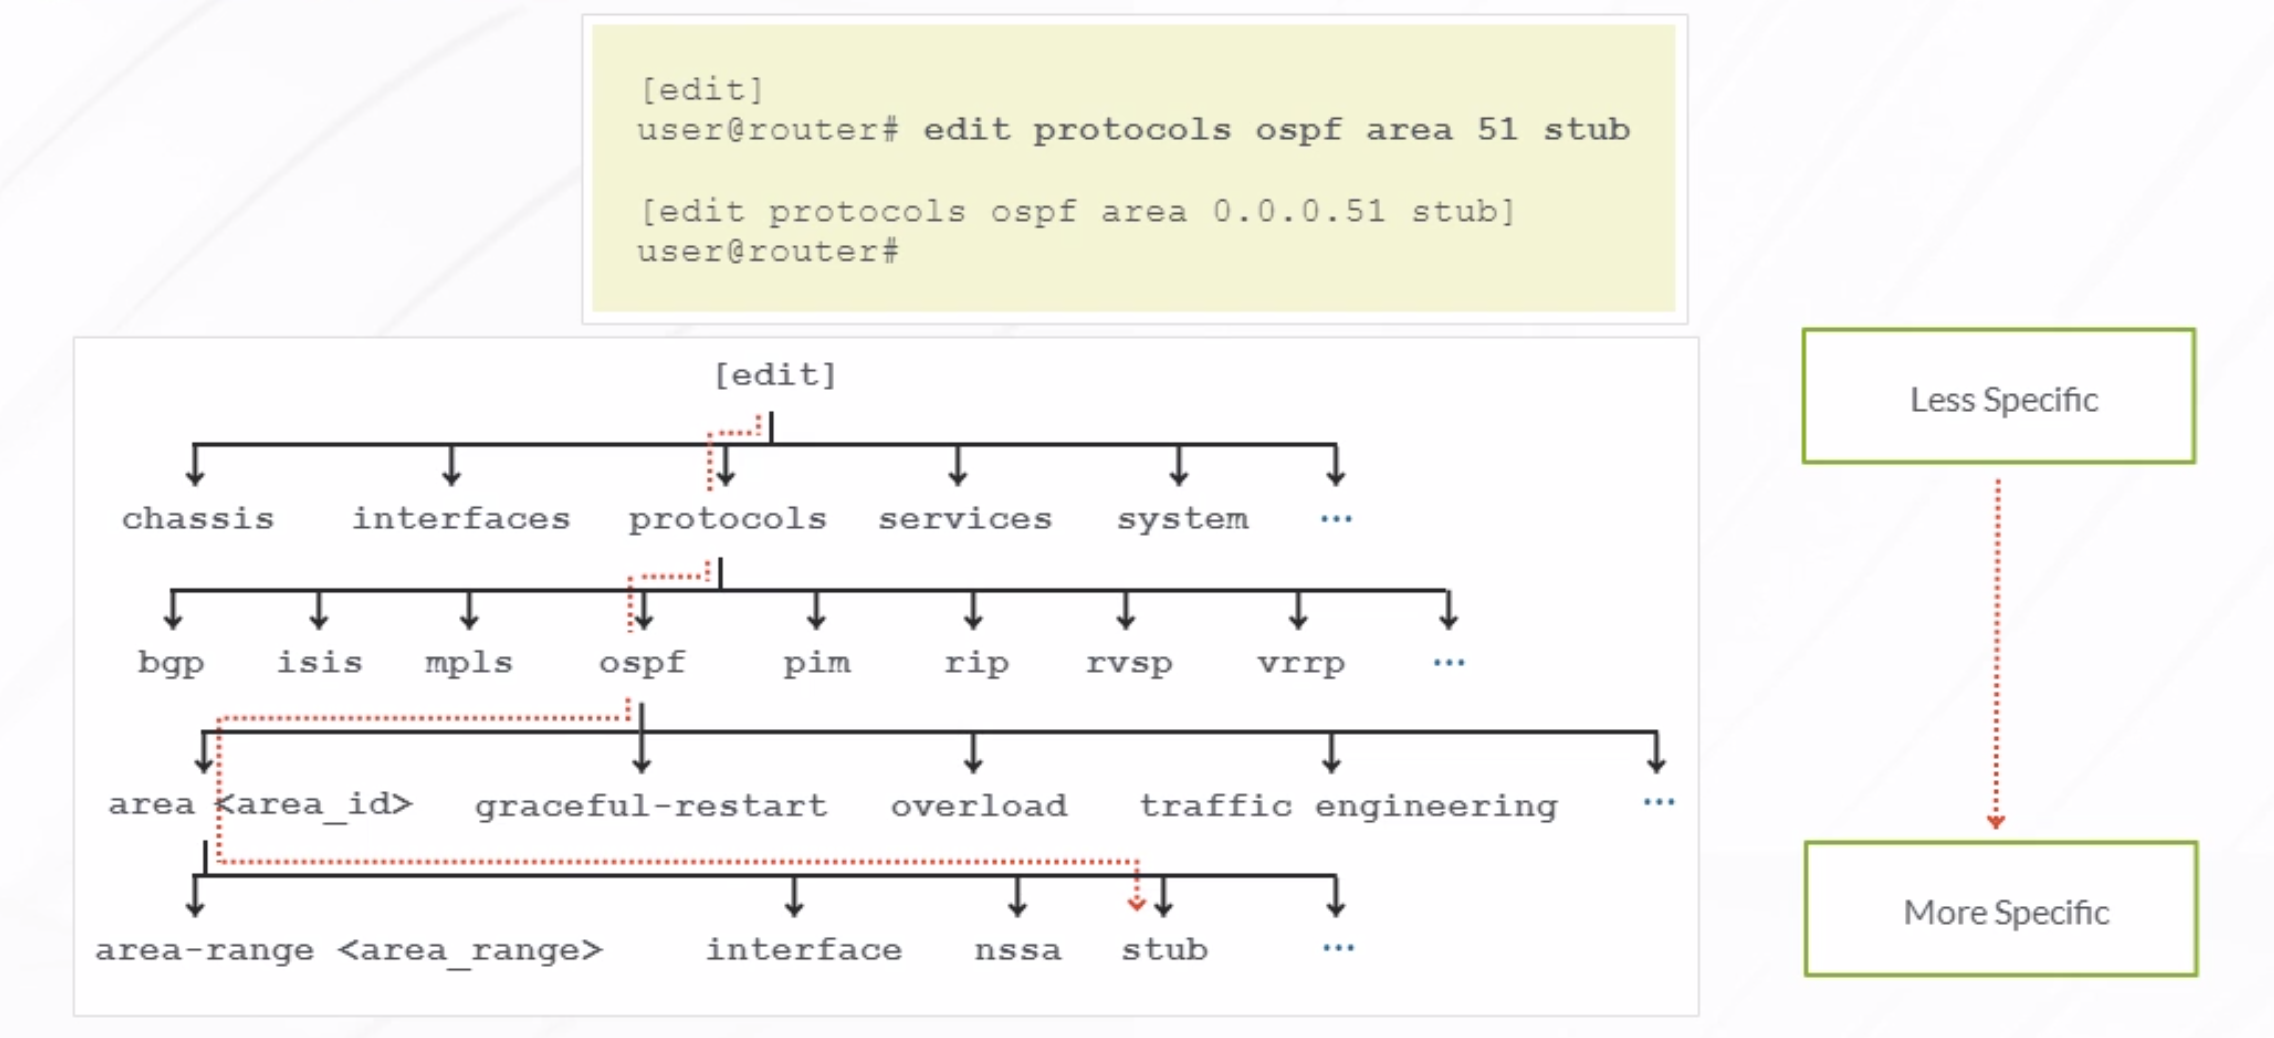 [edit]
user@router# edit protocols ospf area 51 stub
[edit protocols ospf area 0.0.0.51 stub]
user@router#
[edit]
chassis interfaces protocols services system ...
bgp isis mpls ospf pim rip rvsp vrrp ...
area <area_id> graceful-restart overload traffic engineering ...
area-range <area_range> interface nssa stub ...
Less Specific
More Specific